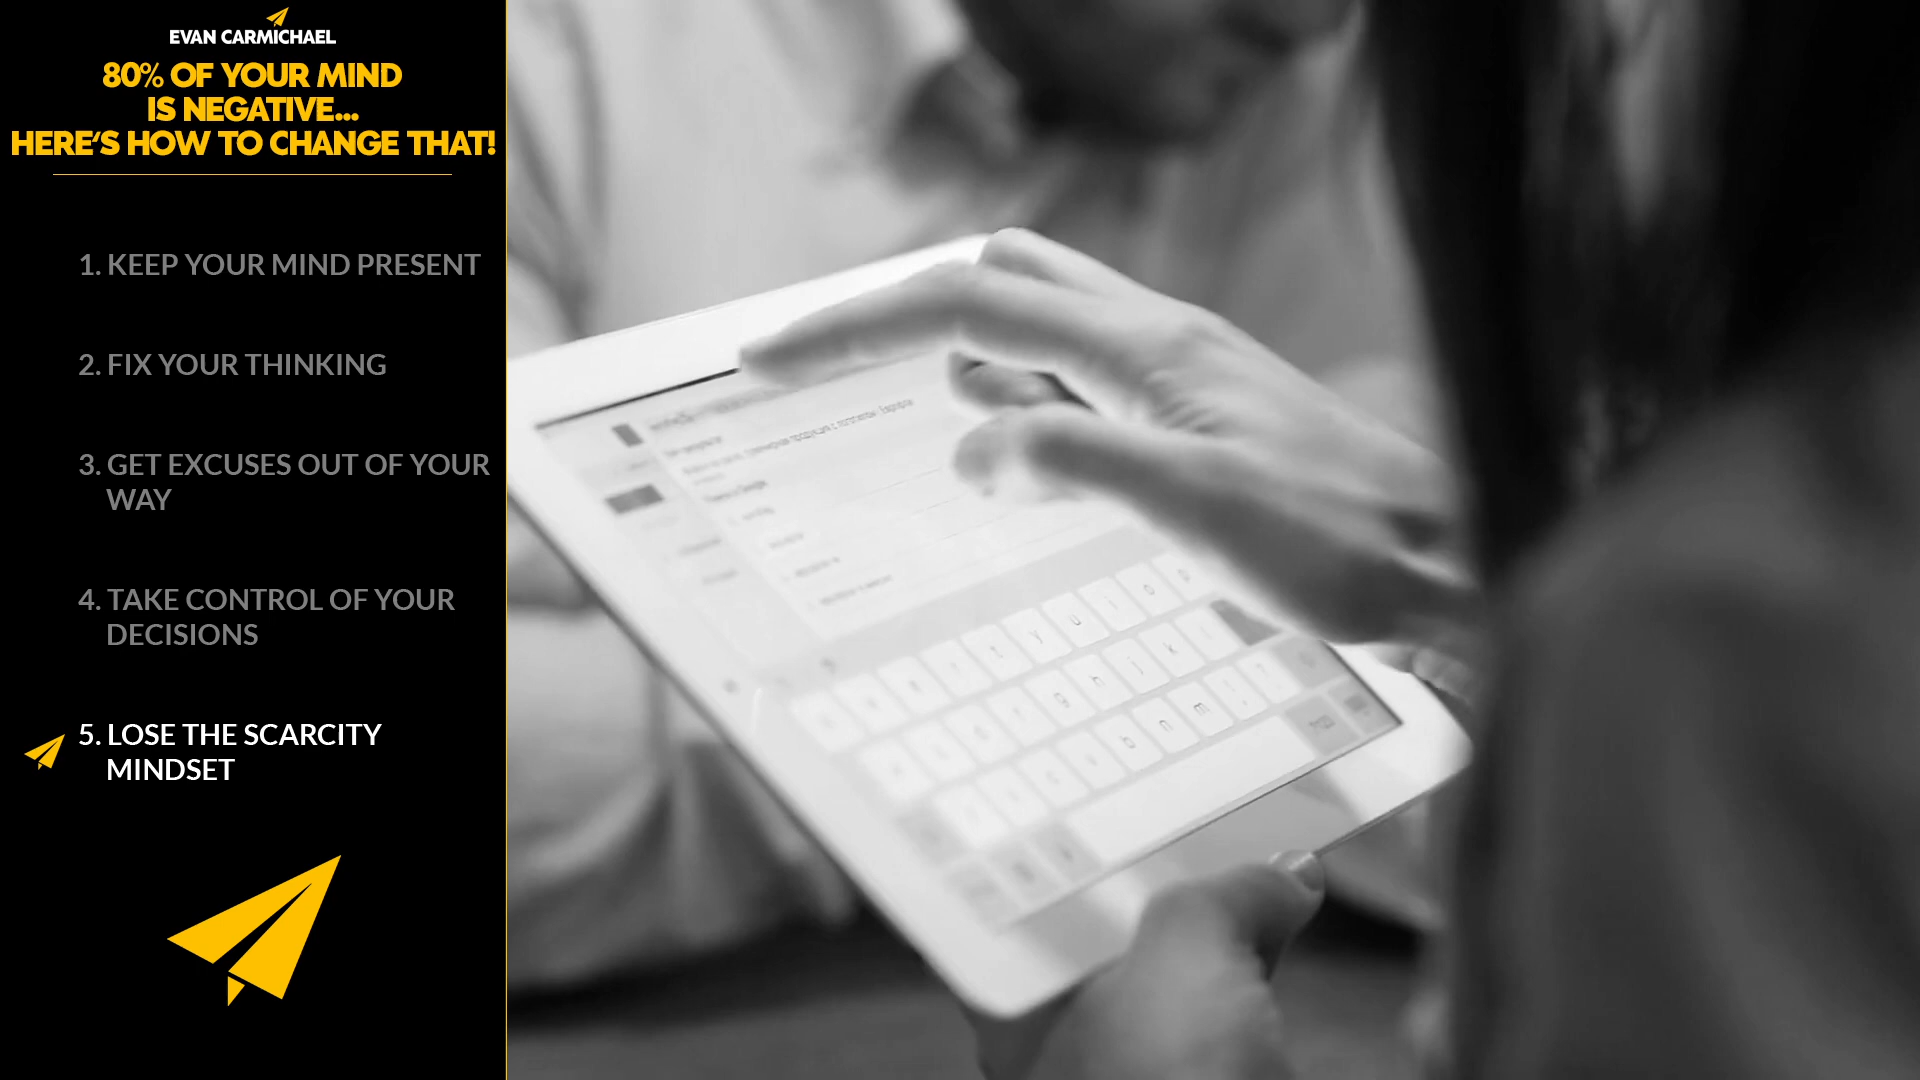 EVAN CARMICHAEL
80% OF YOUR MIND
IS NEGATIVE...
HERE'S HOW TO CHANGE THAT!
1. KEEP YOUR MIND PRESENT
2. FIX YOUR THINKING
3. GET EXCUSES OUT OF YOUR
WAY
4. TAKE CONTROL OF YOUR
DECISIONS
5. LOSE THE SCARCITY
MINDSET
t y u i o p
g h j k
b n m